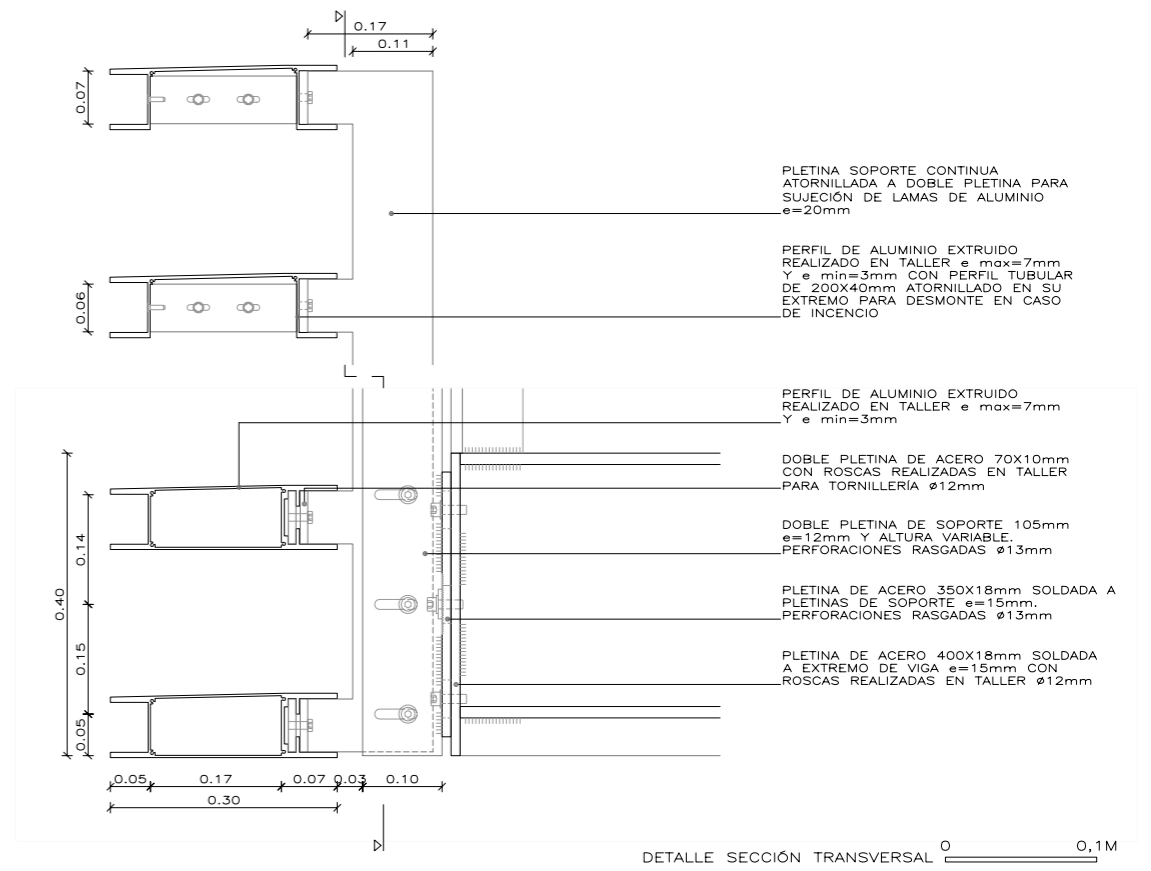 0.17
0.11
0.07
PLETINA SOPORTE CONTINUA
ATORNILLADA A DOBLE PLETINA PARA
SUJECIÓN DE LAMAS DE ALUMINIO
e=20mm
PERFIL DE ALUMINIO EXTRUIDO
REALIZADO EN TALLER e max=7mm
Y e min=3mm CON PERFIL TUBULAR
DE 200X40mm ATORNILLADO EN SU
EXTREMO PARA DESMONTE EN CASO
DE INCENCIO
0.06
PERFIL DE ALUMINIO EXTRUIDO
REALIZADO EN TALLER e max=7mm
Y e min=3mm
DOBLE PLETINA DE ACERO 70X10mm
CON ROSCAS REALIZADAS EN TALLER
PARA TORNILLERÍA ø12mm
DOBLE PLETINA DE SOPORTE 105mm
e=12mm Y ALTURA VARIABLE.
PERFORACIONES RASGADAS ø13mm
PLETINA DE ACERO 350X18mm SOLDADA A
PLETINAS DE SOPORTE e=15mm.
PERFORACIONES RASGADAS ø13mm
PLETINA DE ACERO 400X18mm SOLDADA
A EXTREMO DE VIGA e=15mm CON
ROSCAS REALIZADAS EN TALLER ø12mm
0.14
0.40
0.15
0.05
0.05 0.17 0.07 0.03 0.10
0.30
DETALLE SECCIÓN TRANSVERSAL 0 0,1M